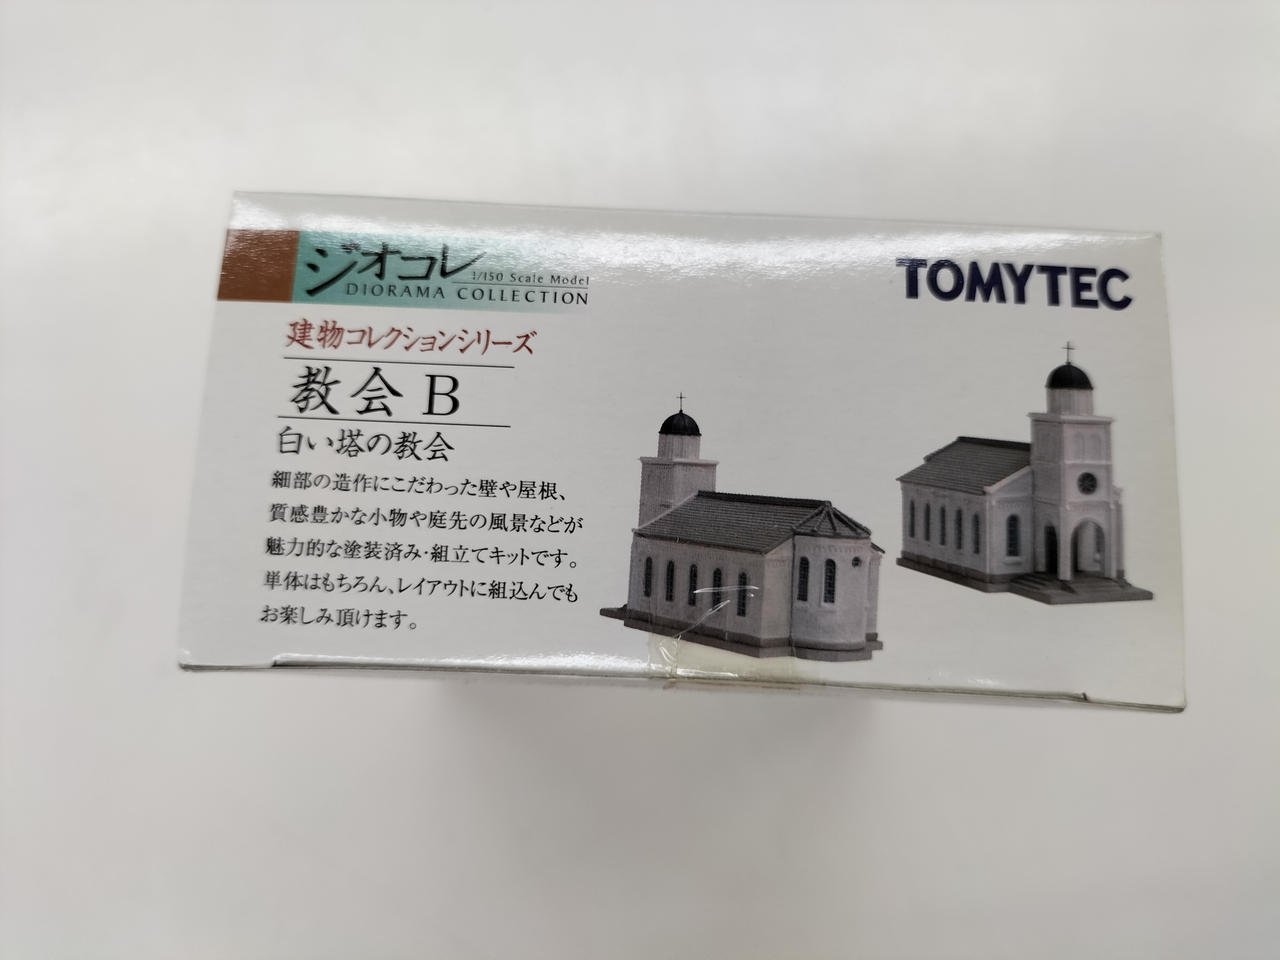 ジオコレ
1/150 Scale Model
DIORAMA COLLECTION
TOMYTEC
建物コレクションシリーズ
教会 B
白い塔の教会
細部の造作にこだわった壁や屋根、
質感豊かな小物や庭先の風景などが
魅力的な塗装済み・組立てキットです。
単体はもちろん、レイアウトに組込んでも
お楽しみ頂けます。